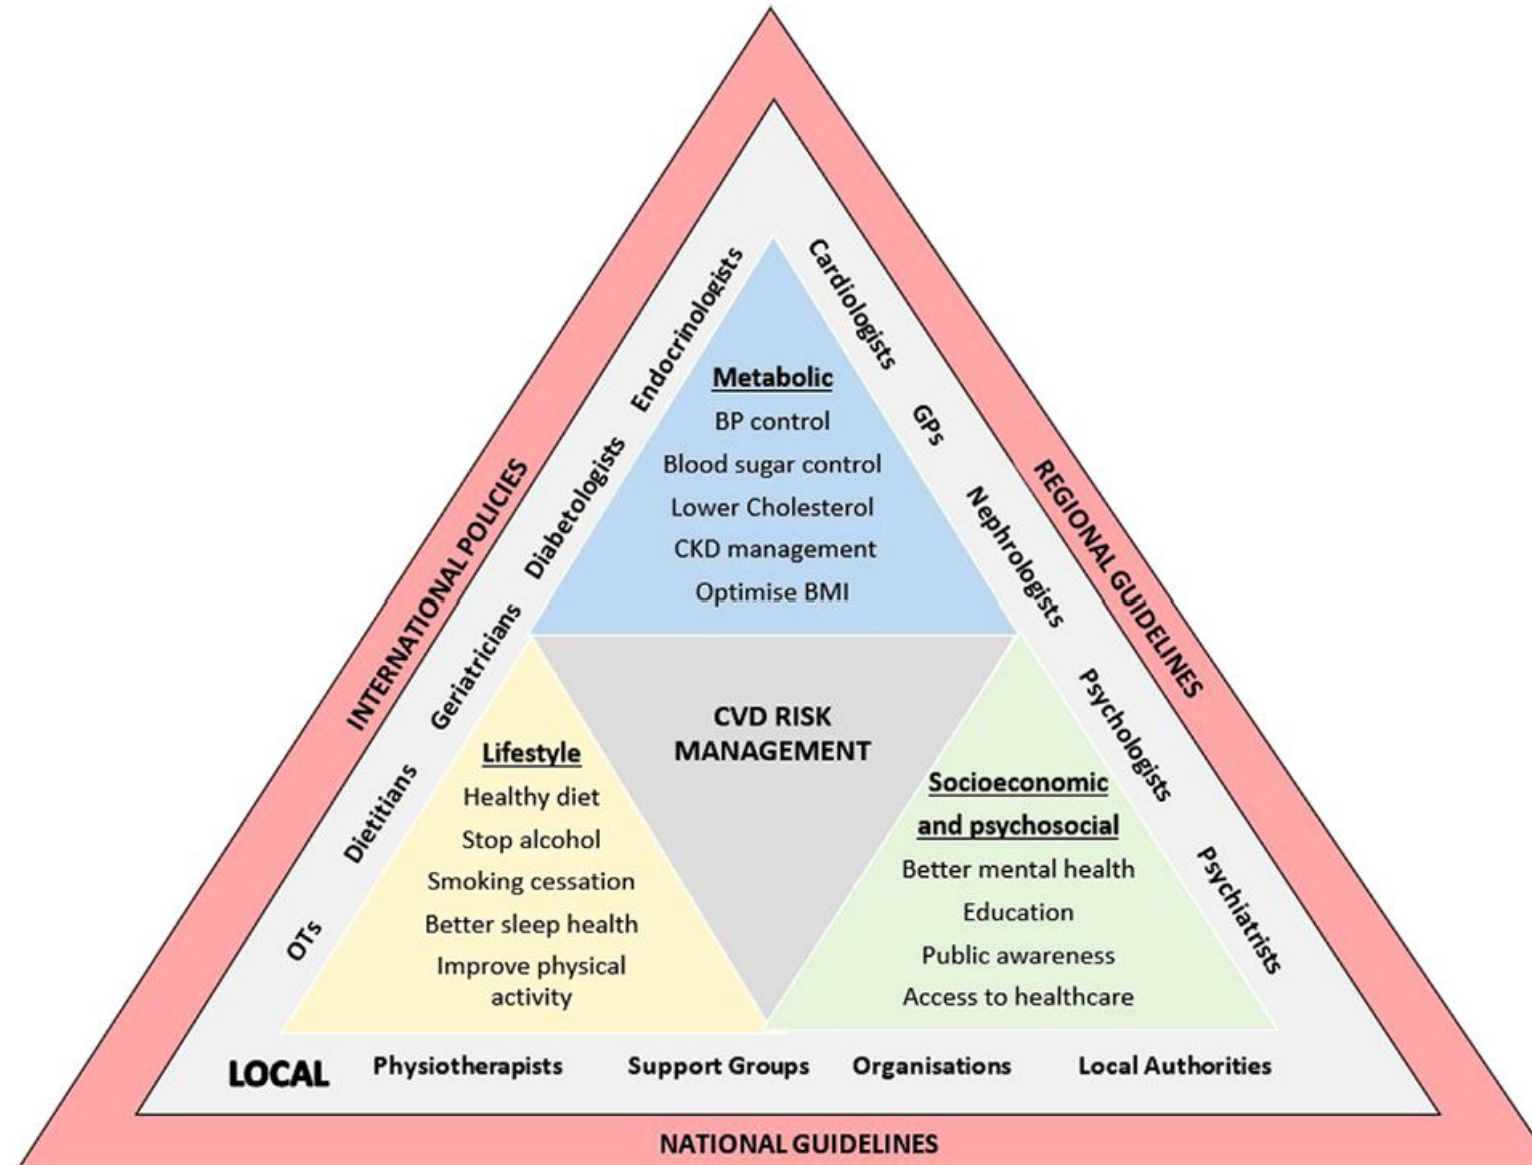 Endocrinologists
Cardiologists
Metabolic
BP control
GPs
Blood sugar control
Diabetologists
Lower Cholesterol
INTERNATIONAL POLICIES
REGIONAL GUIDELINES
Nephrologists
CKD management
Optimise BMI
Geriatricians
CVD RISK
MANAGEMENT
Psychologists
Lifestyle
Healthy diet
Stop alcohol
Smoking cessation
Better sleep health
Improve physical
activity
Dietitians
OTs
Socioeconomic
and psychosocial
Better mental health
Education
Public awareness
Access to healthcare
Psychiatrists
LOCAL
Physiotherapists
Support Groups
Organisations
Local Authorities
NATIONAL GUIDELINES